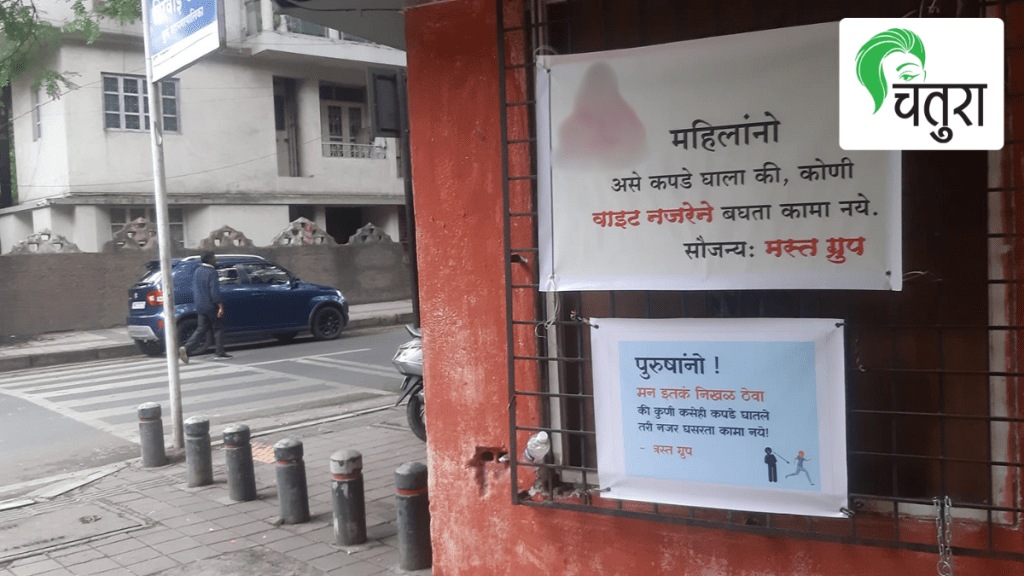 चतुरा
महिलांनो
असे कपडे घाला की, कोणी
वाइट नजरेने बघता कामा नये.
सौजन्य: मस्त ग्रुप
पुरुषांनो !
मन इतकं निखळ ठेवा
की कुणी कसेही कपडे घातले
तरी नजर घसरता कामा नये!
- त्रस्त ग्रुप